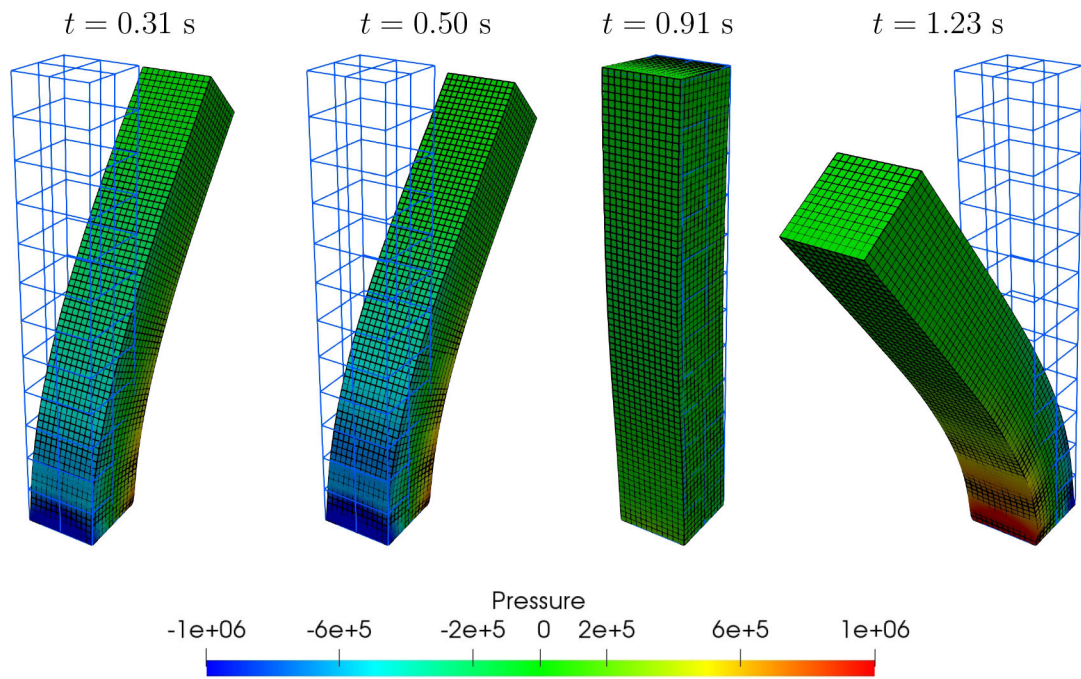 t = 0.31 s t = 0.50 s t = 0.91 s t = 1.23 s
Pressure
-1e+06 -6e+5 -2e+5 0 2e+5 6e+5 1e+06